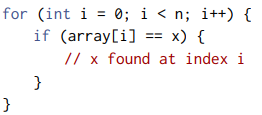 for (int i = 0; i < n; i++) {
    if (array[i] == x) {
        // x found at index i
    }
}